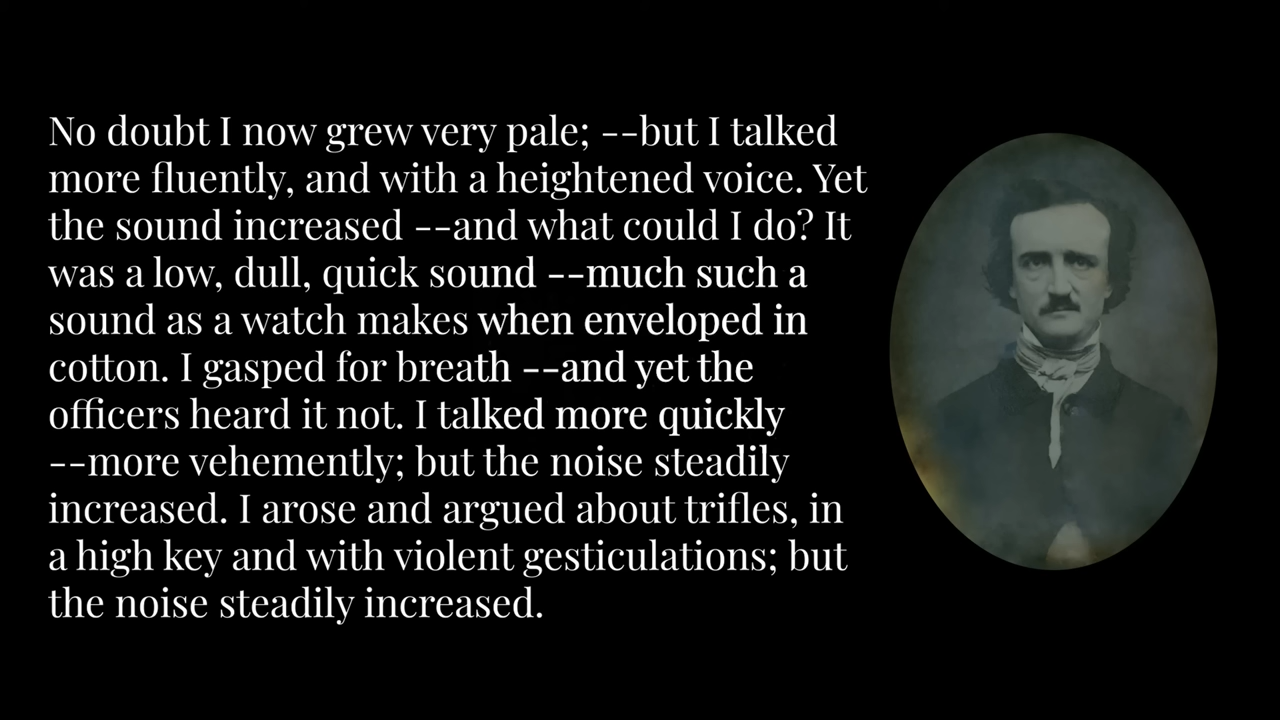 No doubt I now grew very pale; --but I talked
more fluently, and with a heightened voice. Yet
the sound increased --and what could I do? It
was a low, dull, quick sound --much such a
sound as a watch makes when enveloped in
cotton. I gasped for breath --and yet the
officers heard it not. I talked more quickly
--more vehemently; but the noise steadily
increased. I arose and argued about trifles, in
a high key and with violent gesticulations; but
the noise steadily increased.